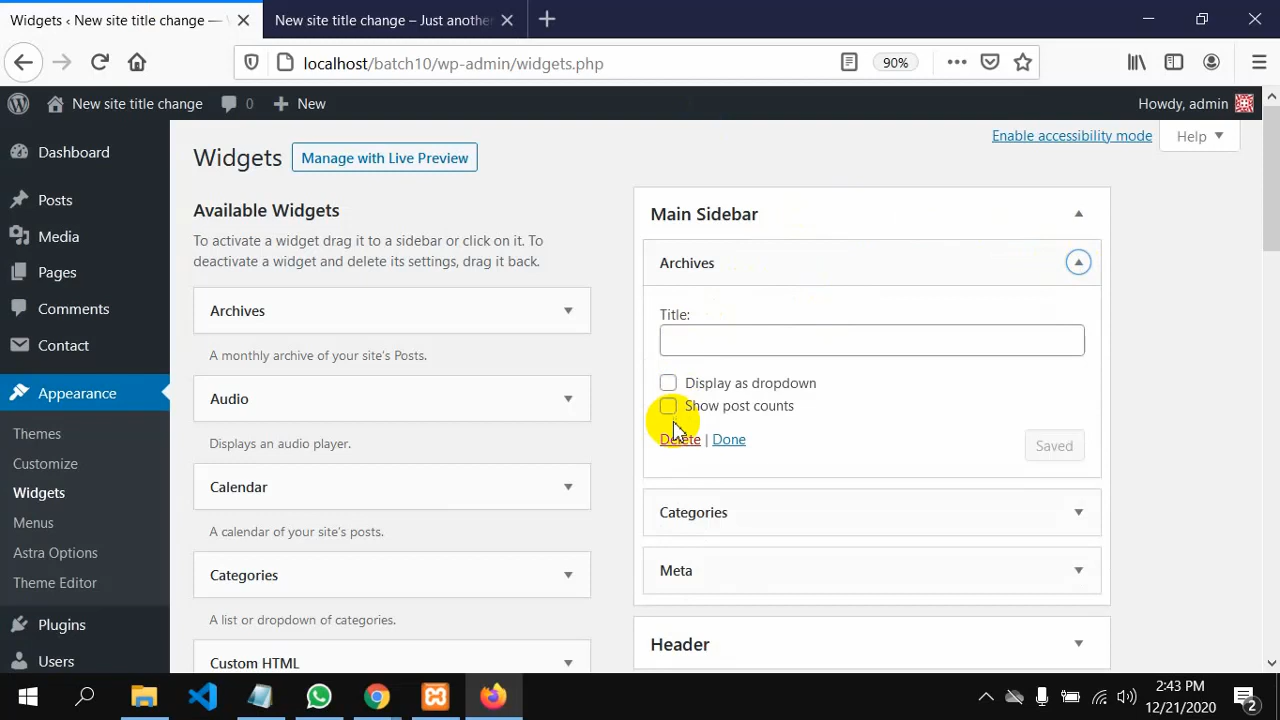 Widgets ‹ New site title change —
New site title change – Just another
localhost/batch10/wp-admin/widgets.php
90%
New site title change
0
New
Howdy, admin
Dashboard
Posts
Media
Pages
Comments
Contact
Appearance
Themes
Customize
Widgets
Menus
Astra Options
Theme Editor
Plugins
Users
Enable accessibility mode
Help
Widgets
Manage with Live Preview
Available Widgets
To activate a widget drag it to a sidebar or click on it. To
deactivate a widget and delete its settings, drag it back.
Archives
A monthly archive of your site's Posts.
Audio
Displays an audio player.
Calendar
A calendar of your site's posts.
Categories
A list or dropdown of categories.
Custom HTML
Main Sidebar
Archives
Title:
Display as dropdown
Show post counts
Delete | Done
Saved
Categories
Meta
Header
2:43 PM
12/21/2020
2